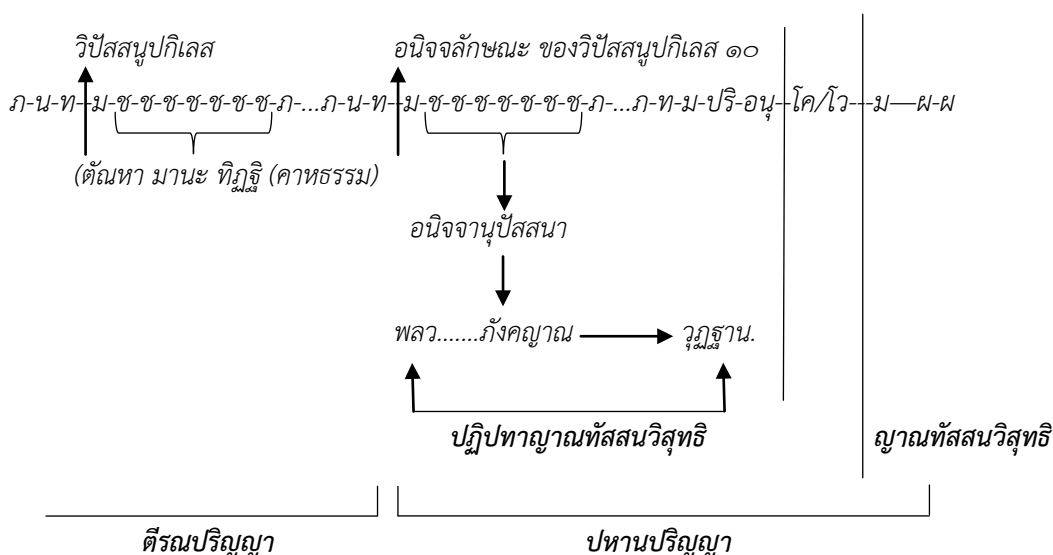 วิปัสสนูปกิเลส อนิจจลักษณะ ของวิปัสสนูปกิเลส ๑๐
ภ-น-ท--ม-ช-ช-ช-ช-ช-ช-ช-ภ-...ภ-น-ท--ม-ช-ช-ช-ช-ช-ช-ช-ภ-...ภ-ท-ม-ปริ-อนุ--โค/โว---ม—ผ-ผ
(ตัณหา มานะ ทิฏฐิ (คาหธรรม)
อนิจจานุปัสสนา
พลว.......ภังคญาณ วุฏฐาน.
ปฏิปทาญาณทัสสนวิสุทธิ ญาณทัสสนวิสุทธิ
ตีรณปริญญา ปหานปริญญา